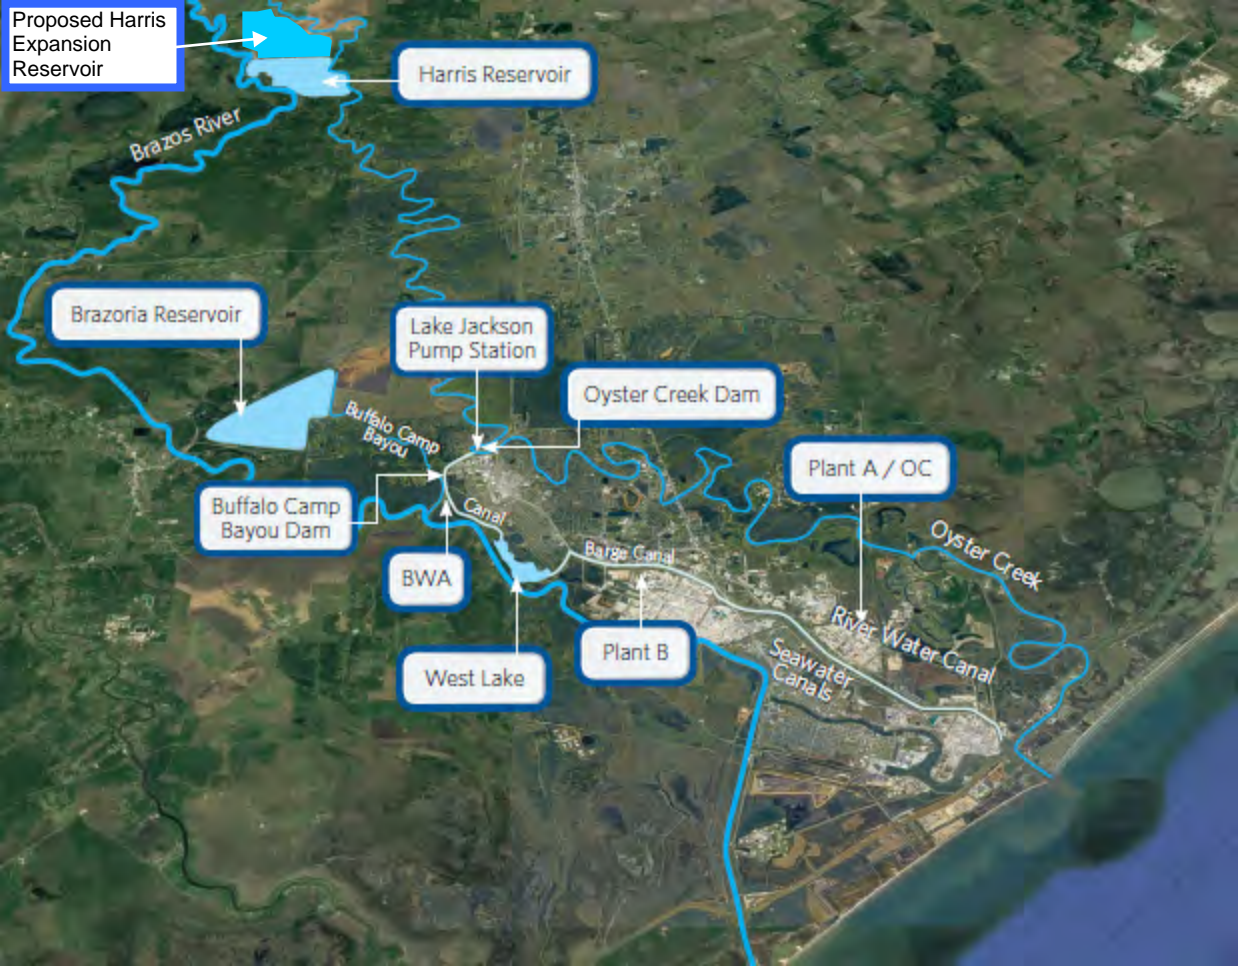 Proposed Harris
Expansion
Reservoir
Harris Reservoir
Brazos River
Brazoria Reservoir
Lake Jackson
Pump Station
Oyster Creek Dam
Buffalo Camp
Bayou
Plant A / OC
Buffalo Camp
Bayou Dam
Canal
Oyster Creek
Barge Canal
BWA
River Water Canal
Plant B
Seawater
Canals
West Lake